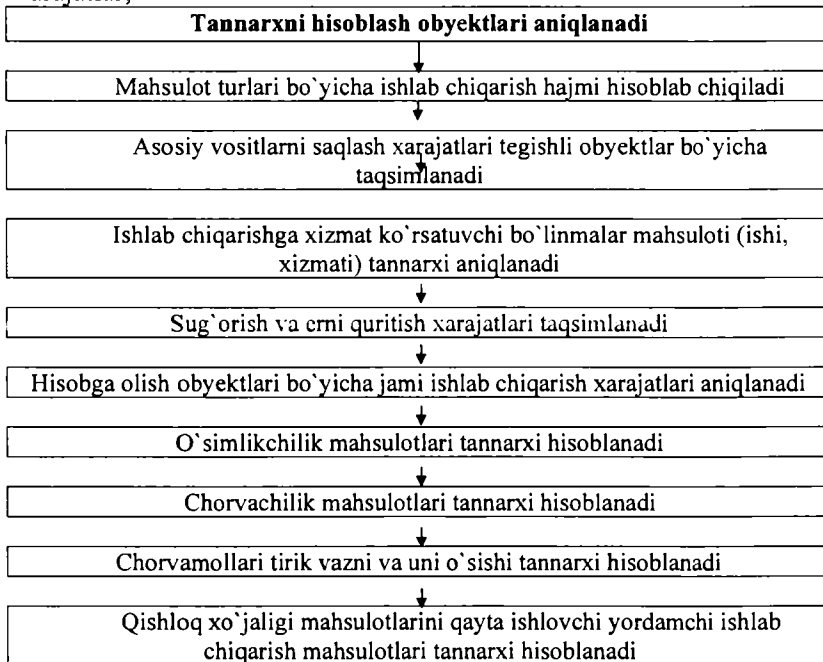 Tannarxni hisoblash obyektlari aniqlanadi
Mahsulot turlari bo`yicha ishlab chiqarish hajmi hisoblab chiqiladi
Asosiy vositlarni saqlash xarajatlari tegishli obyektlar bo`yicha
taqsimlanadi
Ishlab chiqarishga xizmat ko`rsatuvchi bo`linmalar mahsuloti (ishi,
xizmati) tannarxi aniqlanadi
Sug`orish va erni quritish xarajatlari taqsimlanadi
Hisobga olish obyektlari bo`yicha jami ishlab chiqarish xarajatlari aniqlanadi
O`simlikchilik mahsulotlari tannarxi hisoblanadi
Chorvachilik mahsulotlari tannarxi hisoblanadi
Chorvamollari tirik vazni va uni o`sishi tannarxi hisoblanadi
Qishloq xo`jaligi mahsulotlarini qayta ishlovchi yordamchi ishlab
chiqarish mahsulotlari tannarxi hisoblanadi